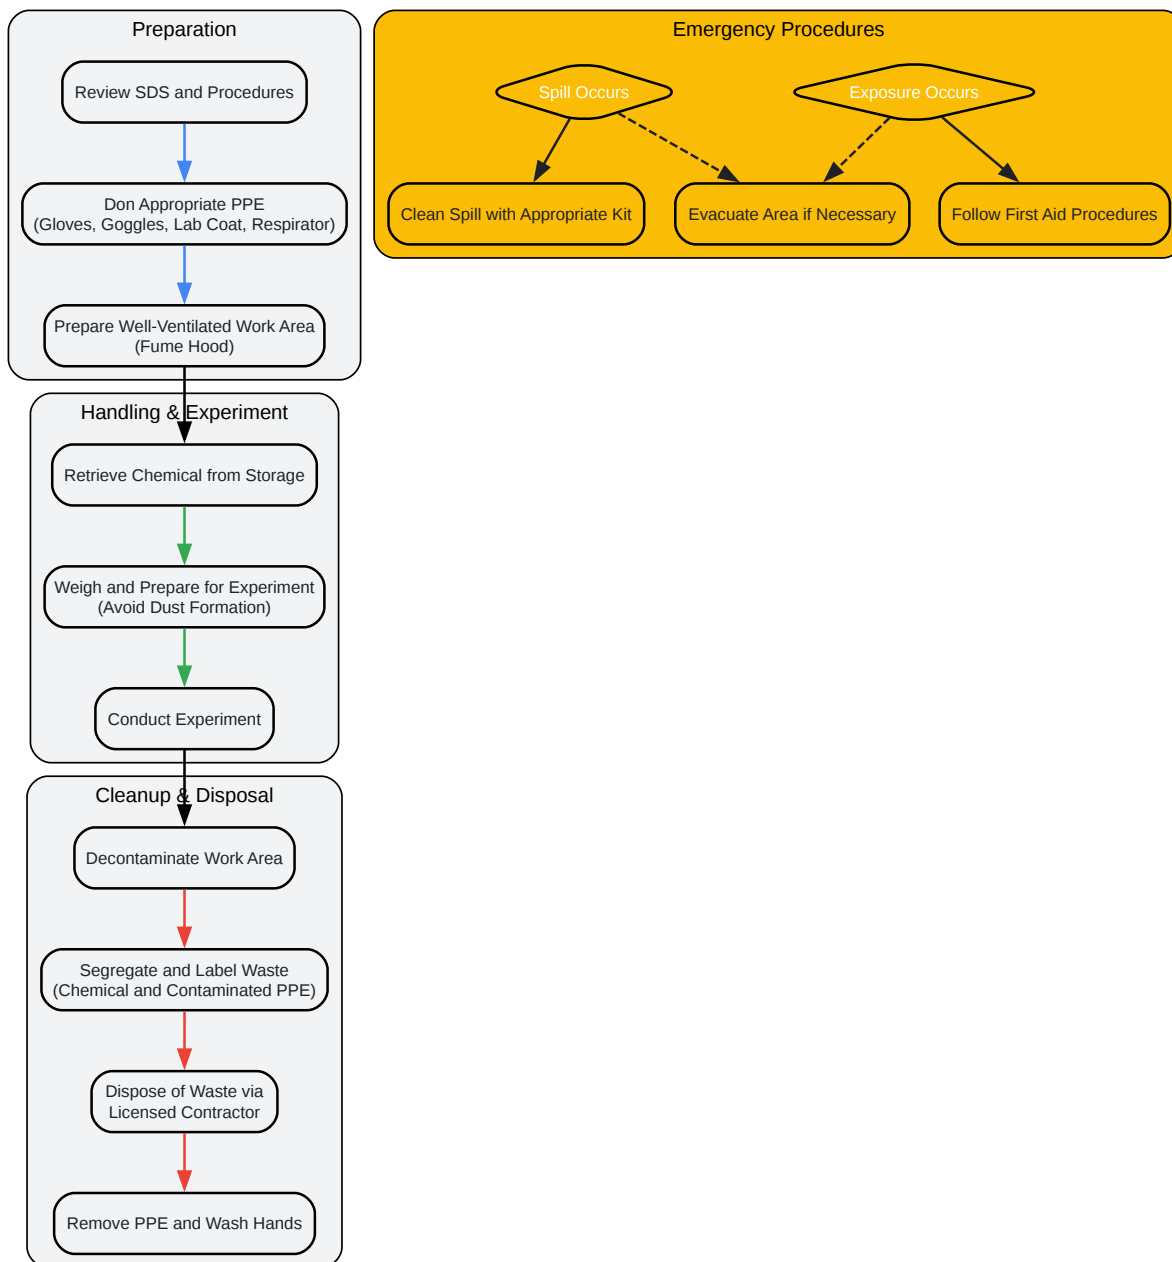 Preparation
Review SDS and Procedures
Don Appropriate PPE
(Gloves, Goggles, Lab Coat, Respirator)
Prepare Well-Ventilated Work Area
(Fume Hood)
Handling & Experiment
Retrieve Chemical from Storage
Weigh and Prepare for Experiment
(Avoid Dust Formation)
Conduct Experiment
Cleanup & Disposal
Decontaminate Work Area
Segregate and Label Waste
(Chemical and Contaminated PPE)
Dispose of Waste via
Licensed Contractor
Remove PPE and Wash Hands
Emergency Procedures
Spill Occurs
Exposure Occurs
Clean Spill with Appropriate Kit
Evacuate Area if Necessary
Follow First Aid Procedures